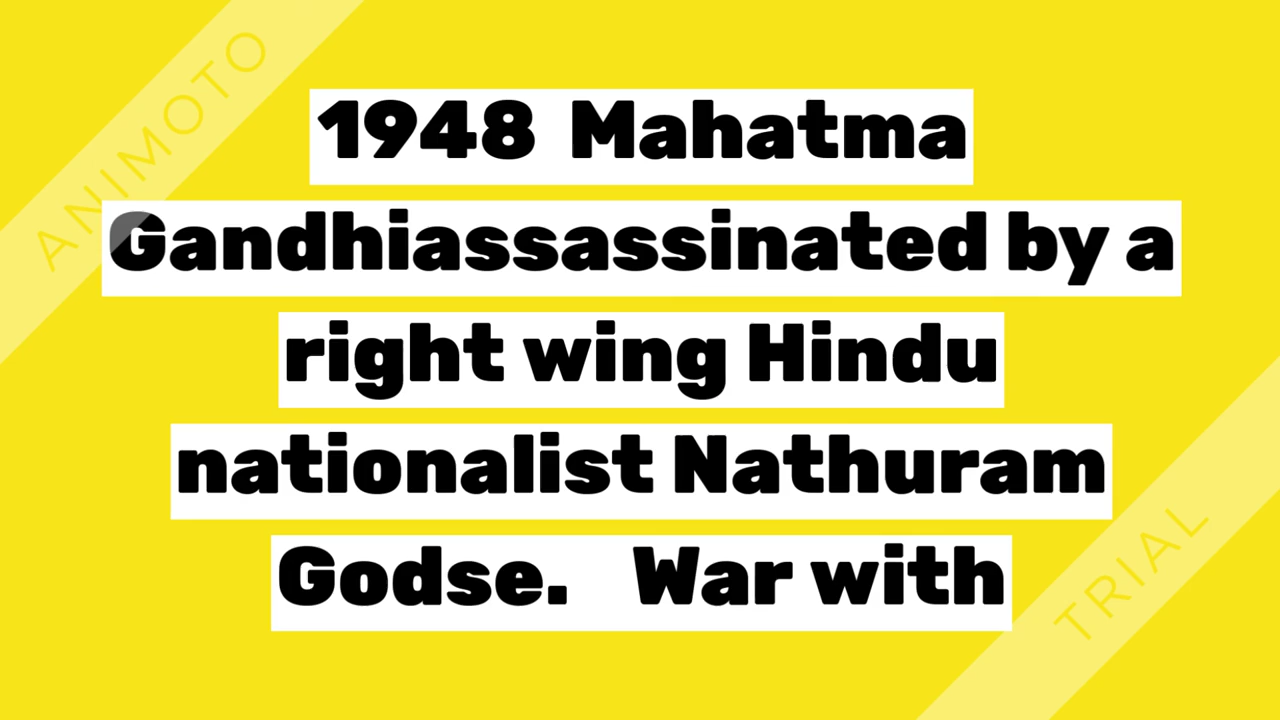 ANIMOTO
1948  Mahatma
Gandhiassassinated by a
right wing Hindu
nationalist Nathuram
Godse.   War with
TRIAL